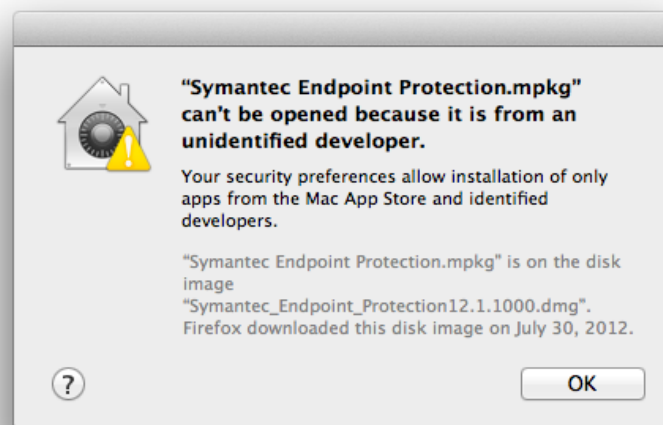 “Symantec Endpoint Protection.mpkg”
can’t be opened because it is from an
unidentified developer.
Your security preferences allow installation of only
apps from the Mac App Store and identified
developers.
“Symantec Endpoint Protection.mpkg” is on the disk
image
“Symantec_Endpoint_Protection12.1.1000.dmg”.
Firefox downloaded this disk image on July 30, 2012.
?
OK